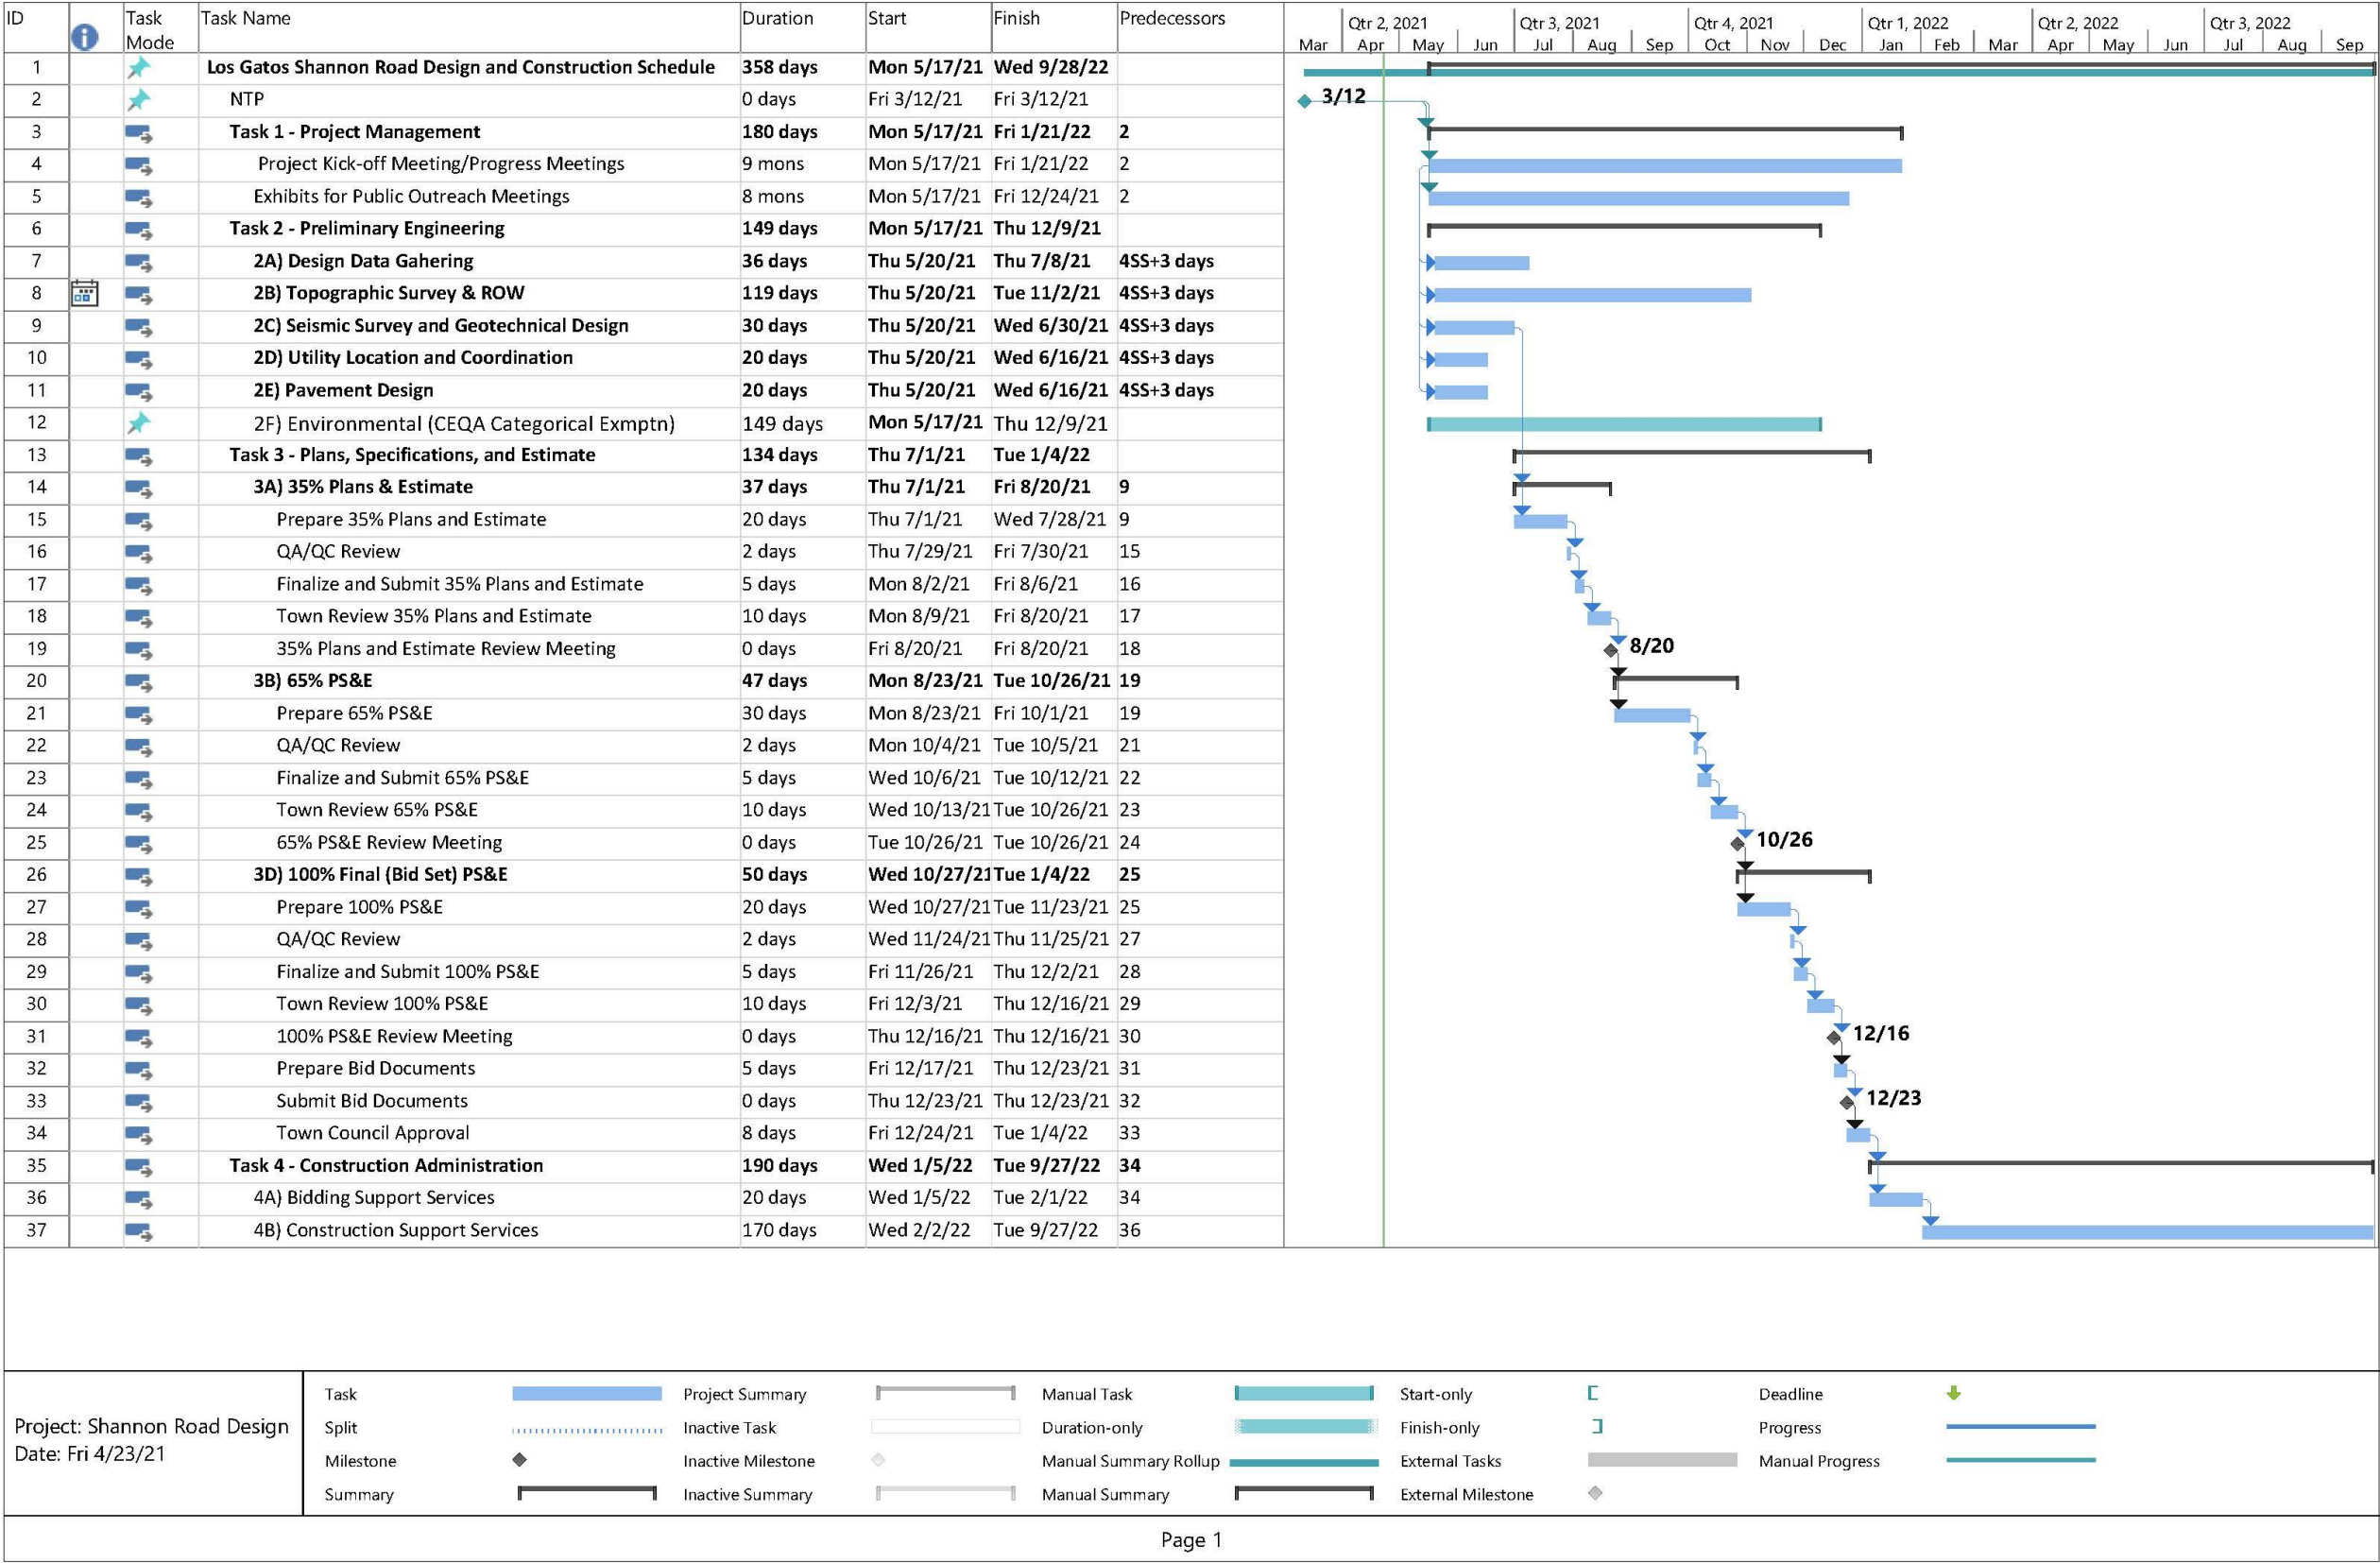 ID Task Mode Task Name Duration Start Finish Predecessors
Qtr 2, 2021 Qtr 3, 2021 Qtr 4, 2021 Qtr 1, 2022 Qtr 2, 2022 Qtr 3, 2022
Mar Apr May Jun Jul Aug Sep Oct Nov Dec Jan Feb Mar Apr May Jun Jul Aug Sep
1 Los Gatos Shannon Road Design and Construction Schedule 358 days Mon 5/17/21 Wed 9/28/22
2 NTP 0 days Fri 3/12/21 Fri 3/12/21 3/12
3 Task 1 - Project Management 180 days Mon 5/17/21 Fri 1/21/22 2
4 Project Kick-off Meeting/Progress Meetings 9 mons Mon 5/17/21 Fri 1/21/22 2
5 Exhibits for Public Outreach Meetings 8 mons Mon 5/17/21 Fri 12/24/21 2
6 Task 2 - Preliminary Engineering 149 days Mon 5/17/21 Thu 12/9/21
7 2A) Design Data Gahering 36 days Thu 5/20/21 Thu 7/8/21 4SS+3 days
8 2B) Topographic Survey & ROW 119 days Thu 5/20/21 Tue 11/2/21 4SS+3 days
9 2C) Seismic Survey and Geotechnical Design 30 days Thu 5/20/21 Wed 6/30/21 4SS+3 days
10 2D) Utility Location and Coordination 20 days Thu 5/20/21 Wed 6/16/21 4SS+3 days
11 2E) Pavement Design 20 days Thu 5/20/21 Wed 6/16/21 4SS+3 days
12 2F) Environmental (CEQA Categorical Exmptn) 149 days Mon 5/17/21 Thu 12/9/21
13 Task 3 - Plans, Specifications, and Estimate 134 days Thu 7/1/21 Tue 1/4/22
14 3A) 35% Plans & Estimate 37 days Thu 7/1/21 Fri 8/20/21 9
15 Prepare 35% Plans and Estimate 20 days Thu 7/1/21 Wed 7/28/21 9
16 QA/QC Review 2 days Thu 7/29/21 Fri 7/30/21 15
17 Finalize and Submit 35% Plans and Estimate 5 days Mon 8/2/21 Fri 8/6/21 16
18 Town Review 35% Plans and Estimate 10 days Mon 8/9/21 Fri 8/20/21 17
19 35% Plans and Estimate Review Meeting 0 days Fri 8/20/21 Fri 8/20/21 18 8/20
20 3B) 65% PS&E 47 days Mon 8/23/21 Tue 10/26/21 19
21 Prepare 65% PS&E 30 days Mon 8/23/21 Fri 10/1/21 19
22 QA/QC Review 2 days Mon 10/4/21 Tue 10/5/21 21
23 Finalize and Submit 65% PS&E 5 days Wed 10/6/21 Tue 10/12/21 22
24 Town Review 65% PS&E 10 days Wed 10/13/21 Tue 10/26/21 23
25 65% PS&E Review Meeting 0 days Tue 10/26/21 Tue 10/26/21 24 10/26
26 3D) 100% Final (Bid Set) PS&E 50 days Wed 10/27/21 Tue 1/4/22 25
27 Prepare 100% PS&E 20 days Wed 10/27/21 Tue 11/23/21 25
28 QA/QC Review 2 days Wed 11/24/21 Thu 11/25/21 27
29 Finalize and Submit 100% PS&E 5 days Fri 11/26/21 Thu 12/2/21 28
30 Town Review 100% PS&E 10 days Fri 12/3/21 Thu 12/16/21 29
31 100% PS&E Review Meeting 0 days Thu 12/16/21 Thu 12/16/21 30 12/16
32 Prepare Bid Documents 5 days Fri 12/17/21 Thu 12/23/21 31
33 Submit Bid Documents 0 days Thu 12/23/21 Thu 12/23/21 32 12/23
34 Town Council Approval 8 days Fri 12/24/21 Tue 1/4/22 33
35 Task 4 - Construction Administration 190 days Wed 1/5/22 Tue 9/27/22 34
36 4A) Bidding Support Services 20 days Wed 1/5/22 Tue 2/1/22 34
37 4B) Construction Support Services 170 days Wed 2/2/22 Tue 9/27/22 36
Project: Shannon Road Design
Date: Fri 4/23/21
Task Project Summary Manual Task Start-only Deadline
Split Inactive Task Duration-only Finish-only Progress
Milestone Inactive Milestone Manual Summary Rollup External Tasks Manual Progress
Summary Inactive Summary Manual Summary External Milestone
Page 1